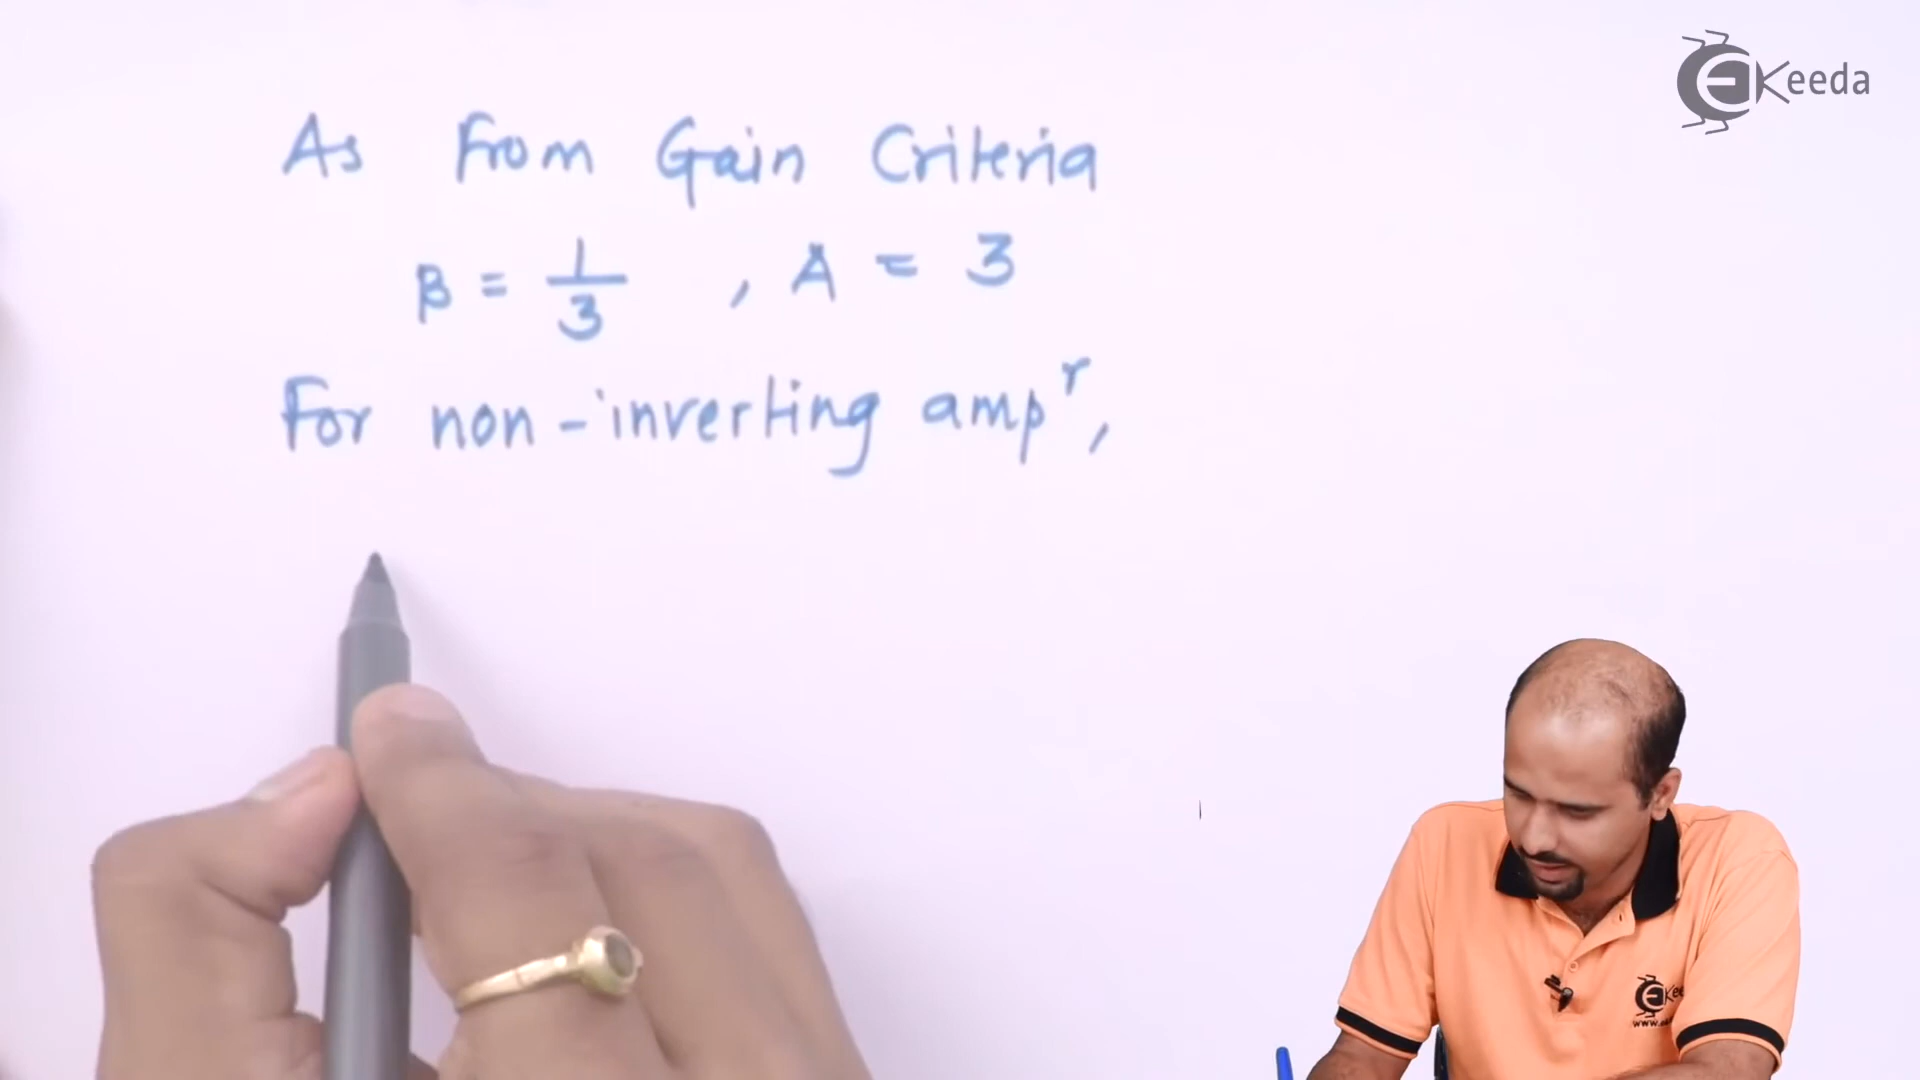 EKeeda
As From Gain Criteria
β = 1/3 , A = 3
For non-inverting ampʳ,